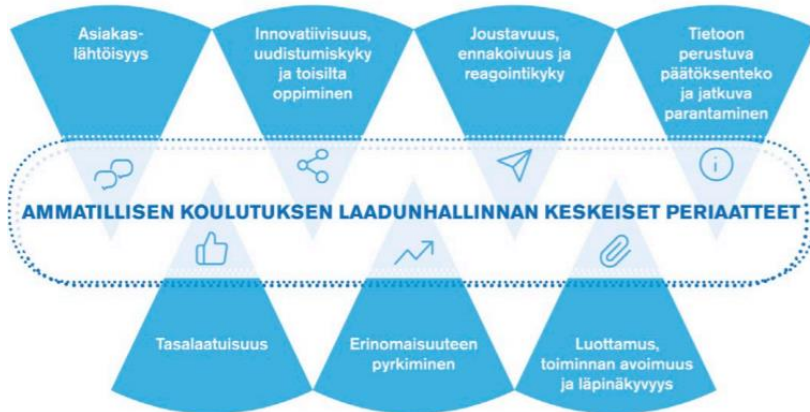 Asiakas-
lähtöisyys
Innovatiivisuus,
uudistumiskyky
ja toisilta
oppiminen
Joustavuus,
ennakoivuus ja
reagointikyky
Tietoon
perustuva
päätöksenteko
ja jatkuva
parantaminen
AMMATILLISEN KOULUTUKSEN LAADUNHALLINNAN KESKEISET PERIAATTEET
Tasalaatuisuus
Erinomaisuuteen
pyrkiminen
Luottamus,
toiminnan avoimuus
ja läpinäkyvyys